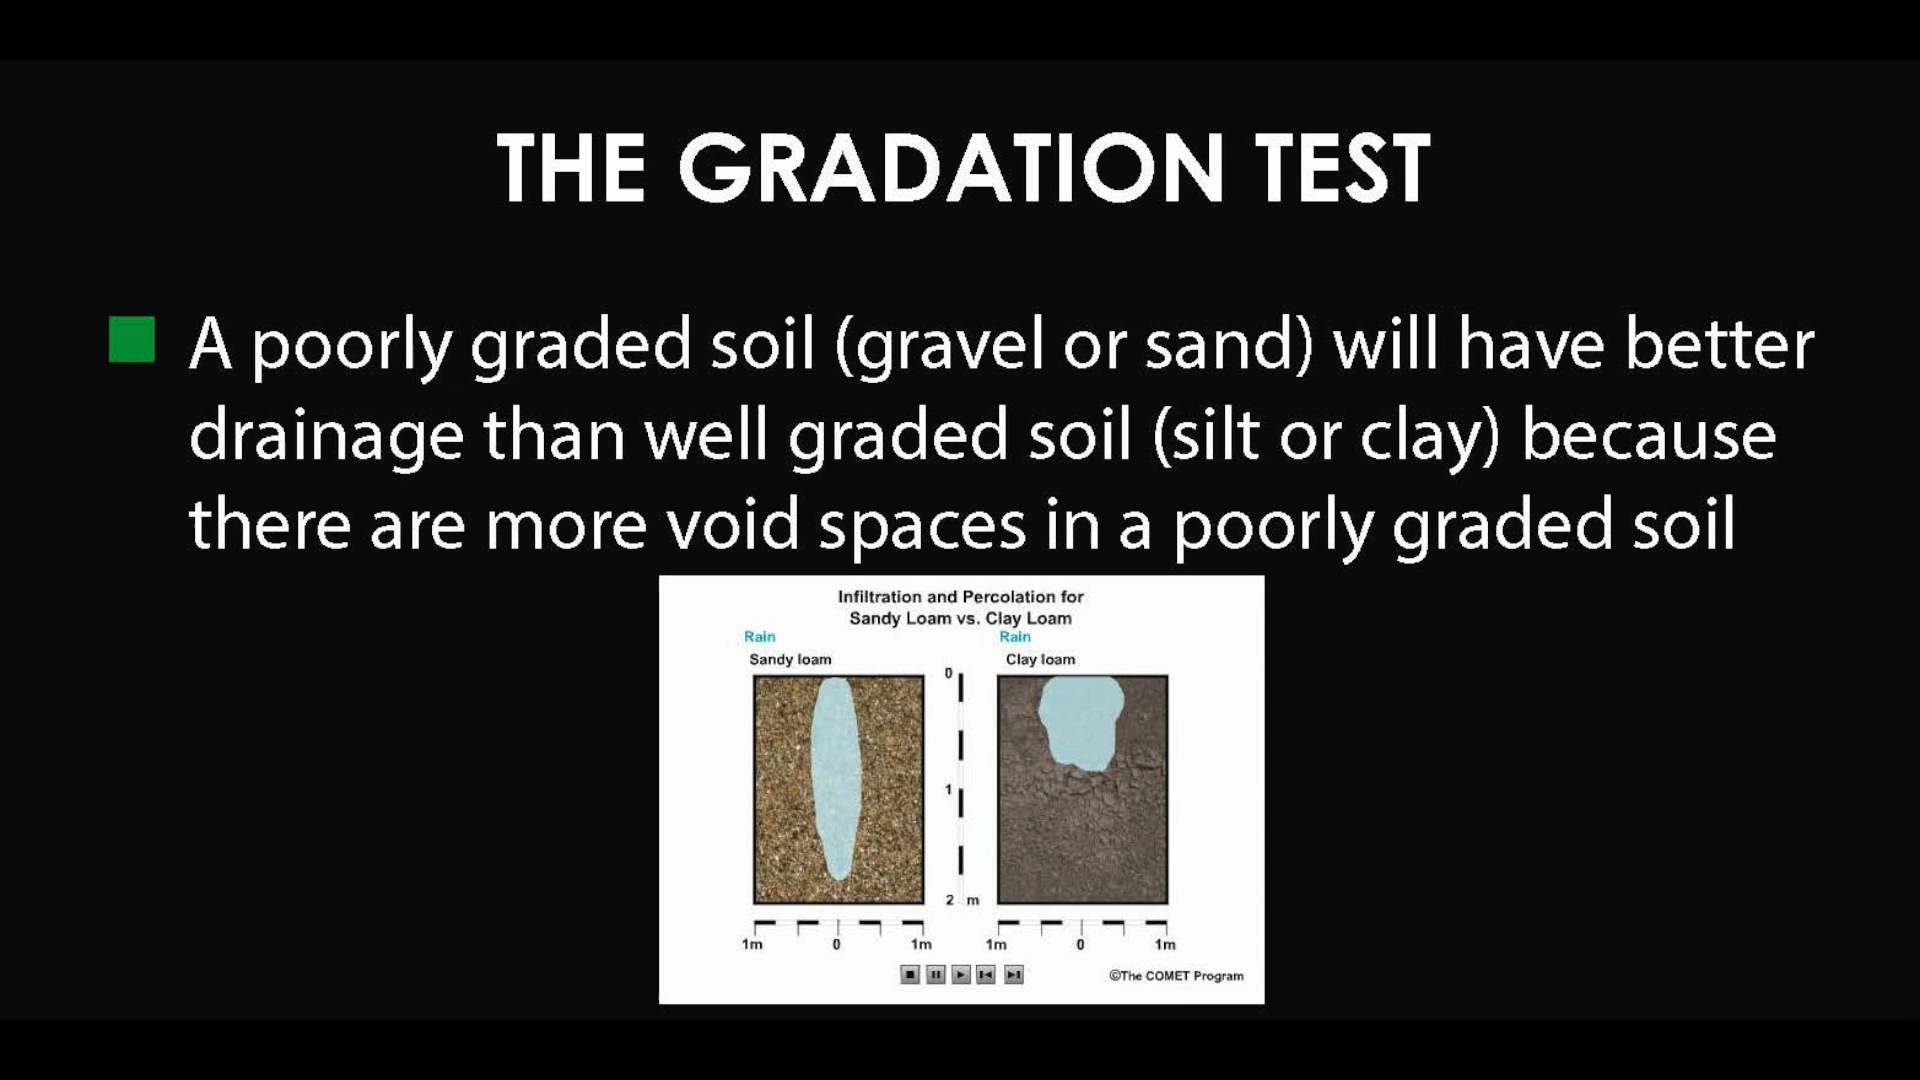 THE GRADATION TEST
A poorly graded soil (gravel or sand) will have better
drainage than well graded soil (silt or clay) because
there are more void spaces in a poorly graded soil
Infiltration and Percolation for
Sandy Loam vs. Clay Loam
Rain
Rain
Sandy loam
Clay loam
0
1
2 m
1m 0 1m
1m 0 1m
©The COMET Program